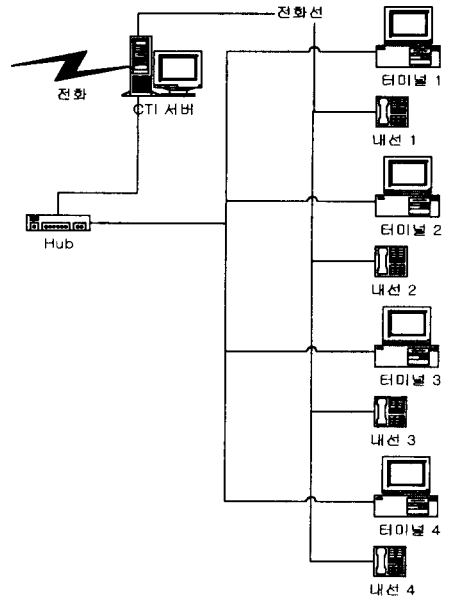 전화선
전화
CTI 서버
Hub
터미널 1
내선 1
터미널 2
내선 2
터미널 3
내선 3
터미널 4
내선 4